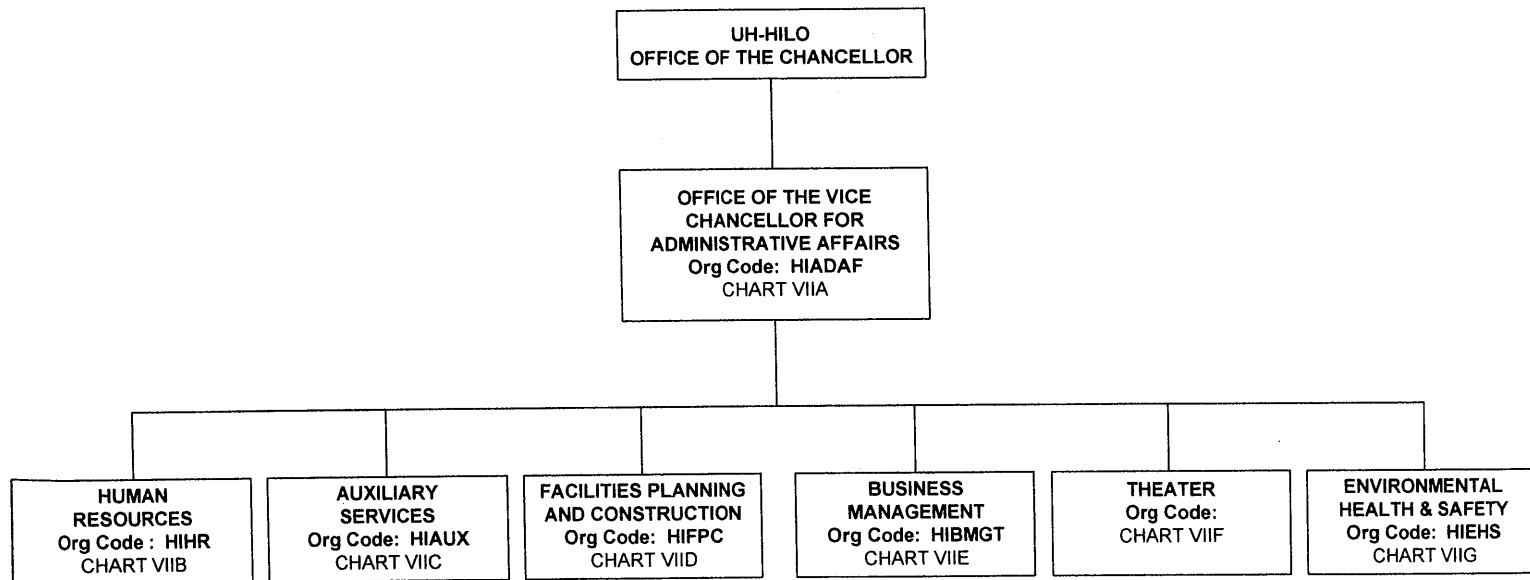 UH-HILO
OFFICE OF THE CHANCELLOR
OFFICE OF THE VICE
CHANCELLOR FOR
ADMINISTRATIVE AFFAIRS
Org Code: HIADAF
CHART VIIA
HUMAN
RESOURCES
Org Code : HIHR
CHART VIIB
AUXILIARY
SERVICES
Org Code: HIAUX
CHART VIIC
FACILITIES PLANNING
AND CONSTRUCTION
Org Code: HIFPC
CHART VIID
BUSINESS
MANAGEMENT
Org Code: HIBMGT
CHART VIIE
THEATER
Org Code:
CHART VIIF
ENVIRONMENTAL
HEALTH & SAFETY
Org Code: HIEHS
CHART VIIG